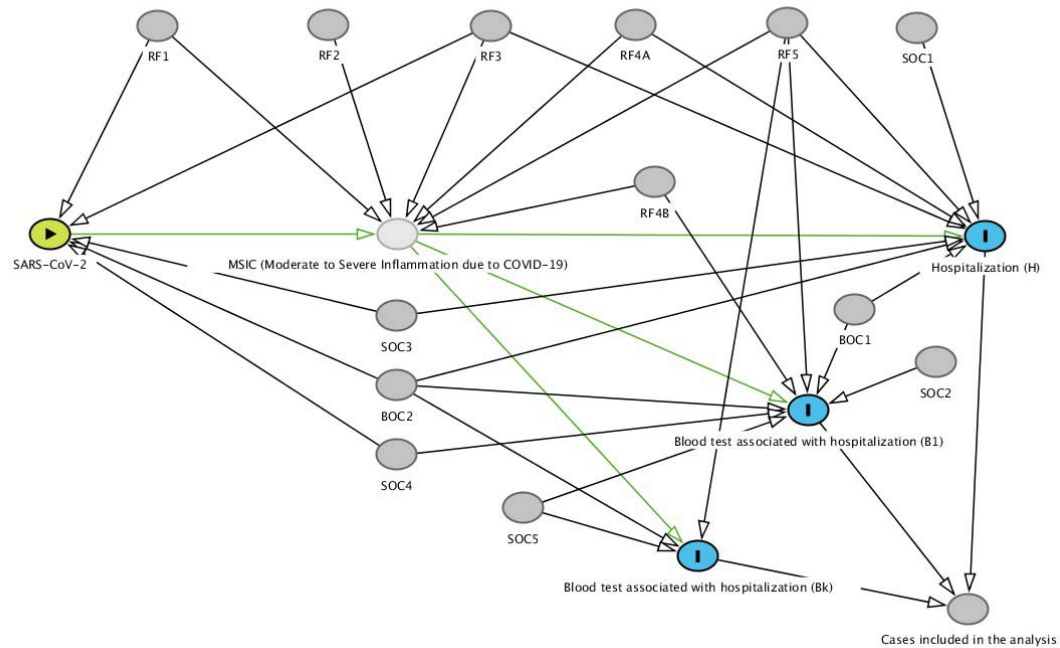 RF1
RF2
RF3
RF4A
RF5
SOC1
RF4B
SARS-CoV-2
MSIC (Moderate to Severe Inflammation due to COVID-19)
Hospitalization (H)
SOC3
BOC1
BOC2
SOC2
Blood test associated with hospitalization (B1)
SOC4
SOC5
Blood test associated with hospitalization (Bk)
Cases included in the analysis